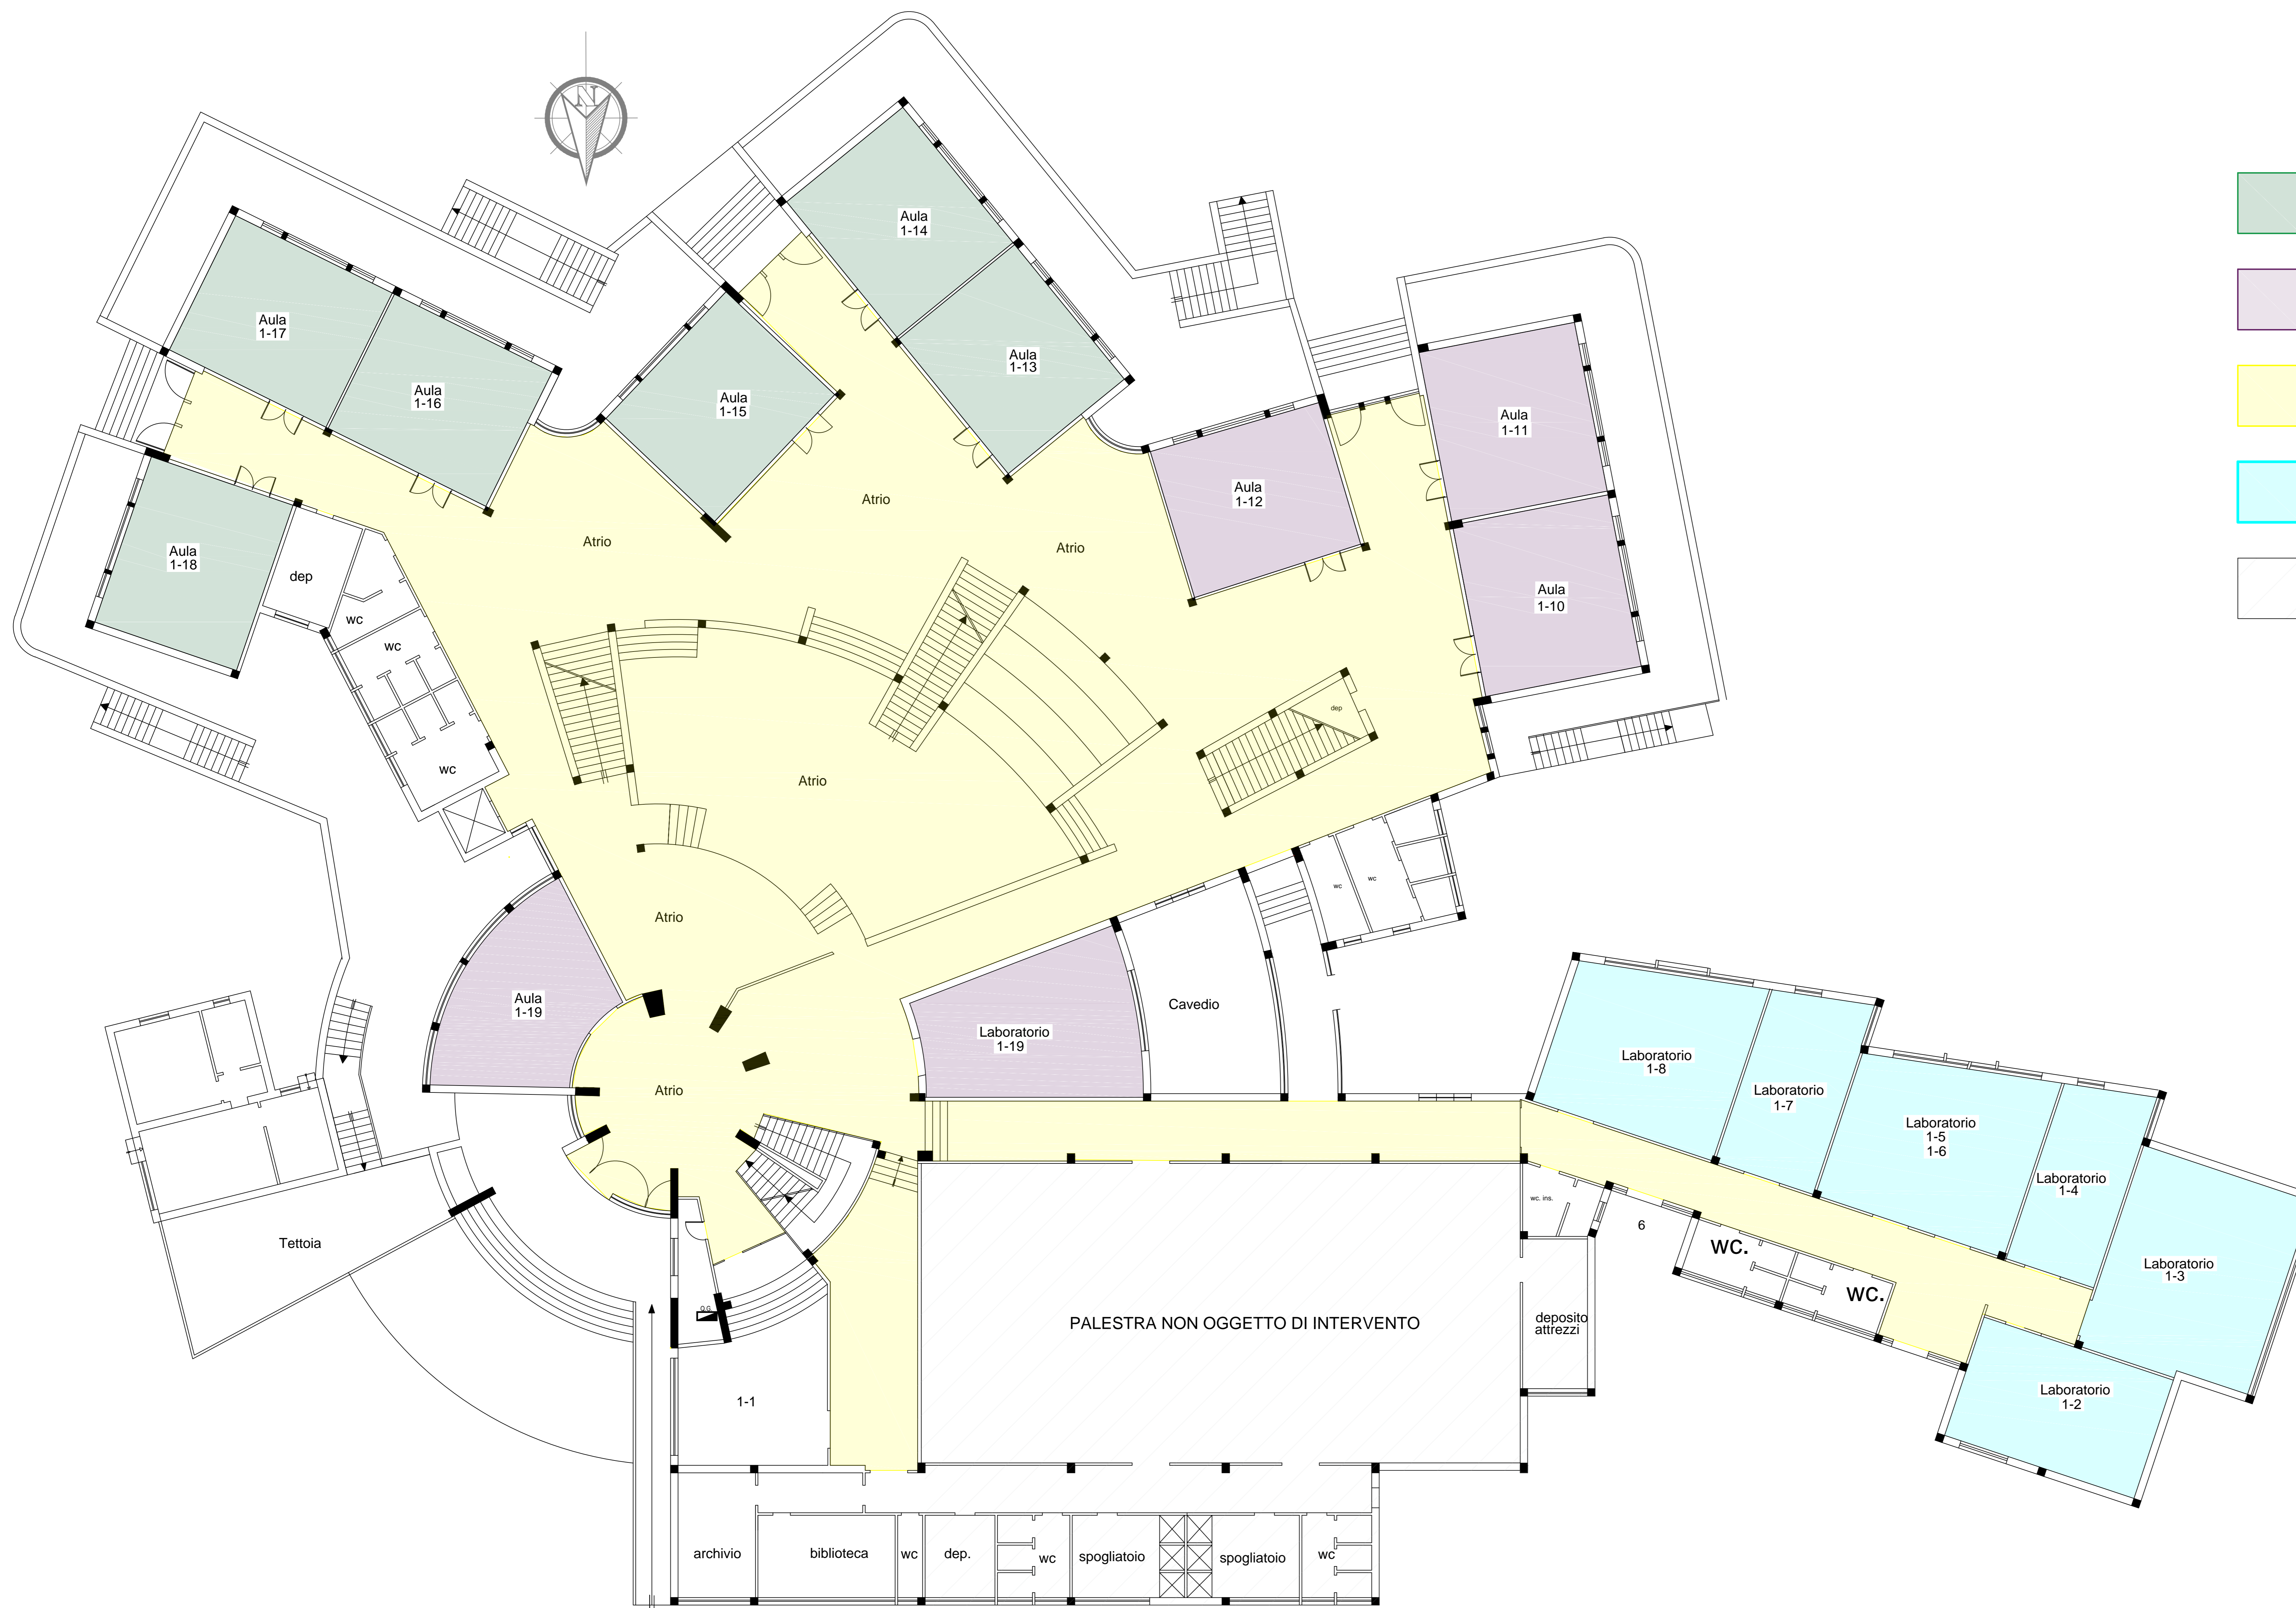 N
Aula
1-14
Aula
1-17
Aula
1-13
Aula
1-16
Aula
1-15
Aula
1-11
Aula
1-12
Atrio
Atrio
Atrio
Aula
1-18
dep
Aula
1-10
wc
wc
dep
wc
Atrio
wc
wc
Atrio
Aula
1-19
Cavedio
Laboratorio
1-19
Atrio
Laboratorio
1-8
Laboratorio
1-7
Laboratorio
1-5
1-6
Laboratorio
1-4
wc. ins.
6
Tettoia
wc.
wc.
Laboratorio
1-3
Q.G.
PALESTRA NON OGGETTO DI INTERVENTO
deposito
attrezzi
1-1
Laboratorio
1-2
archivio
biblioteca
wc
dep.
wc
spogliatoio
spogliatoio
wc